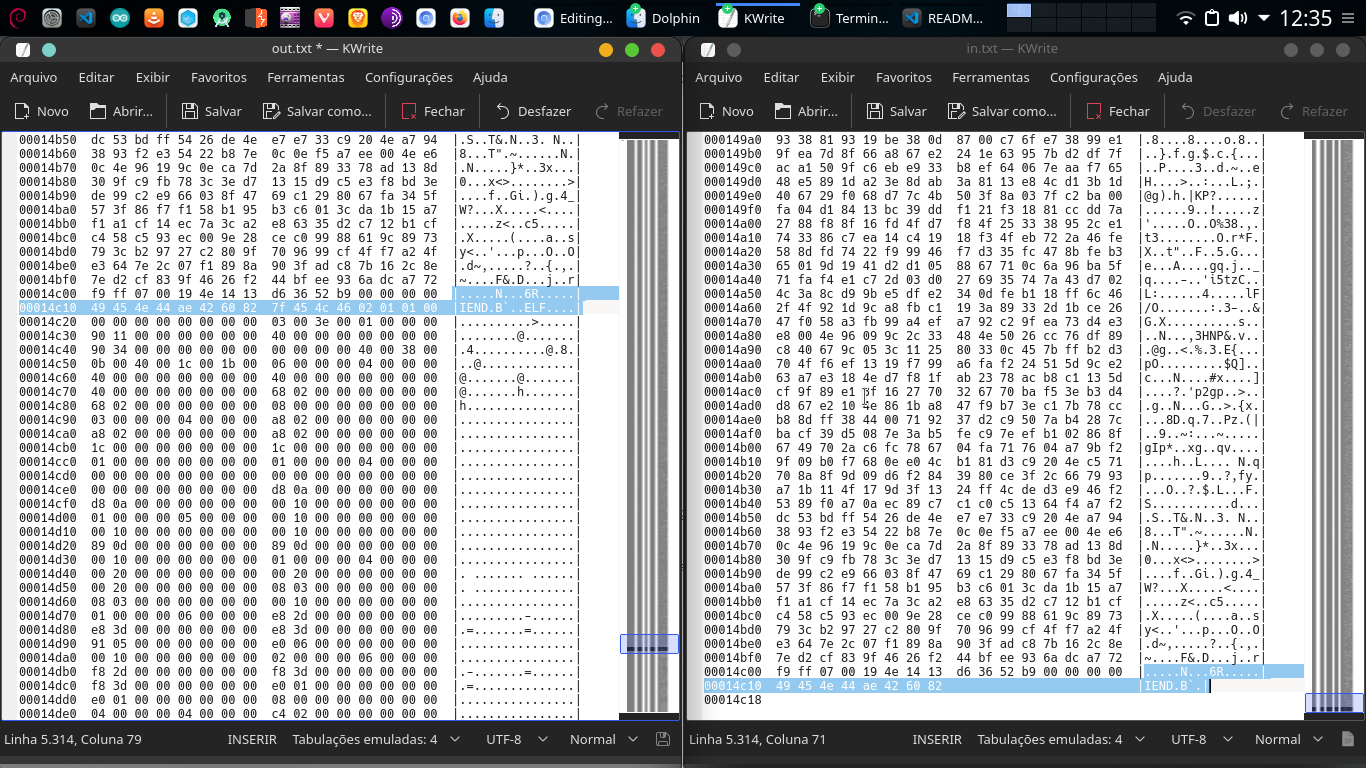 Editing...
Dolphin
KWrite
Termin...
READM...
12:35
out.txt * — KWrite
Arquivo Editar Exibir Favoritos Ferramentas Configurações Ajuda
Novo Abrir... Salvar Salvar como... Fechar Desfazer Refazer
00014b50 dc 53 bd ff 54 26 de 4e e7 e7 33 c9 20 4e a7 94 |.S..T&.N..3. N..|
00014b60 38 93 f2 e3 54 22 b8 7e 0c 0e f5 a7 ee 00 4e e6 |8...T".~......N.|
00014b70 0c 4e 96 19 9c 0e ca 7d 2a 8f 89 33 78 ad 13 8d |.N.....}*..3x...|
00014b80 30 9f c9 fb 78 3c 3e d7 13 15 d9 c5 e3 f8 bd 3e |0...x<>........>|
00014b90 de 99 c2 e9 66 03 8f 47 69 c1 29 80 67 fa 34 5f |....f..Gi.).g.4_|
00014ba0 57 3f 86 f7 f1 58 b1 95 b3 c6 01 3c da 1b 15 a7 |W?...X.....<....|
00014bb0 f1 a1 cf 14 ec 7a 3c a2 e8 63 35 d2 c7 12 b1 cf |.....z<..c5.....|
00014bc0 c4 58 c5 93 ec 00 9e 28 ce c0 99 88 61 9c 89 73 |.X.....(....a..s|
00014bd0 79 3c b2 97 27 c2 80 9f 70 96 99 cf 4f f7 a2 4f |y<..'...p...O..O|
00014be0 e3 64 7e 2c 07 f1 89 8a 90 3f ad c8 7b 16 2c 8e |.d~,.....?..{.,.|
00014bf0 7e d2 cf 83 9f 46 26 f2 44 bf ee 93 6a dc a7 72 |~....F&.D...j..r|
00014c00 f9 ff 07 00 19 4e 14 13 d6 36 52 b9 00 00 00 00 |.....N...6R.....|
00014c10 49 45 4e 44 ae 42 60 82 7f 45 4c 46 02 01 01 00 |IEND.B`..ELF....|
00014c20 00 00 00 00 00 00 00 00 03 00 3e 00 01 00 00 00 |..........>.....|
00014c30 90 11 00 00 00 00 00 00 40 00 00 00 00 00 00 00 |........@.......|
00014c40 90 34 00 00 00 00 00 00 00 00 00 00 40 00 38 00 |.4..........@.8.|
00014c50 0b 00 40 00 1c 00 1b 00 06 00 00 00 04 00 00 00 |..@.............|
00014c60 40 00 00 00 00 00 00 00 40 00 00 00 00 00 00 00 |@.......@.......|
00014c70 40 00 00 00 00 00 00 00 68 02 00 00 00 00 00 00 |@.......h.......|
00014c80 68 02 00 00 00 00 00 00 08 00 00 00 00 00 00 00 |h...............|
00014c90 03 00 00 00 04 00 00 00 a8 02 00 00 00 00 00 00 |................|
00014ca0 a8 02 00 00 00 00 00 00 a8 02 00 00 00 00 00 00 |................|
00014cb0 1c 00 00 00 00 00 00 00 1c 00 00 00 00 00 00 00 |................|
00014cc0 01 00 00 00 00 00 00 00 01 00 00 00 04 00 00 00 |................|
00014cd0 00 00 00 00 00 00 00 00 00 00 00 00 00 00 00 00 |................|
00014ce0 00 00 00 00 00 00 00 00 d8 0a 00 00 00 00 00 00 |................|
00014cf0 d8 0a 00 00 00 00 00 00 00 10 00 00 00 00 00 00 |................|
00014d00 01 00 00 00 05 00 00 00 00 10 00 00 00 00 00 00 |................|
00014d10 00 10 00 00 00 00 00 00 00 10 00 00 00 00 00 00 |................|
00014d20 89 0d 00 00 00 00 00 00 89 0d 00 00 00 00 00 00 |................|
00014d30 00 10 00 00 00 00 00 00 01 00 00 00 04 00 00 00 |................|
00014d40 00 20 00 00 00 00 00 00 00 20 00 00 00 00 00 00 |. ....... ......|
00014d50 00 20 00 00 00 00 00 00 08 03 00 00 00 00 00 00 |. ..............|
00014d60 08 03 00 00 00 00 00 00 00 10 00 00 00 00 00 00 |................|
00014d70 01 00 00 00 06 00 00 00 e8 2d 00 00 00 00 00 00 |.........-......|
00014d80 e8 3d 00 00 00 00 00 00 e8 3d 00 00 00 00 00 00 |.=.......=......|
00014d90 91 05 00 00 00 00 00 00 e0 06 00 00 00 00 00 00 |................|
00014da0 00 10 00 00 00 00 00 00 02 00 00 00 06 00 00 00 |................|
00014db0 f8 2d 00 00 00 00 00 00 f8 3d 00 00 00 00 00 00 |.-.......=......|
00014dc0 f8 3d 00 00 00 00 00 00 e0 01 00 00 00 00 00 00 |.=..............|
00014dd0 e0 01 00 00 00 00 00 00 08 00 00 00 00 00 00 00 |................|
00014de0 04 00 00 00 04 00 00 00 c4 02 00 00 00 00 00 00 |................|
Linha 5.314, Coluna 79 INSERIR Tabulações emuladas: 4 UTF-8 Normal
in.txt — KWrite
Arquivo Editar Exibir Favoritos Ferramentas Configurações Ajuda
Novo Abrir... Salvar Salvar como... Fechar Desfazer Refazer
000149a0 93 38 81 93 19 be 38 0d 87 00 c7 6f e7 38 99 e1 |.8....8....o.8..|
000149b0 9f ea 7d 8f 66 a8 67 e2 24 1e 63 95 7b d2 df 7f |..}.f.g.$.c.{...|
000149c0 ac a1 50 9f c6 eb e9 33 b8 ef 64 06 7e aa f7 65 |..P....3..d.~..e|
000149d0 48 e5 89 1d a2 3e 8d ab 3a 81 13 e8 4c d1 3b 1d |H....>..:...L.;.|
000149e0 40 67 29 f0 68 d7 7c 4b 50 3f 8a 03 7f c2 ba 00 |@g).h.|KP?......|
000149f0 fa 04 d1 84 13 bc 39 dd f1 21 f3 18 81 cc dd 7a |......9..!.....z|
00014a00 27 88 f8 8f 16 fd 4f d4 f7 4f 25 33 38 95 2c e1 |'.....O..O%38.,.|
00014a10 74 33 86 c7 ea 14 c4 19 18 f3 4f eb 72 2a 46 fe |t3........O.r*F.|
00014a20 58 8d fd 74 22 f9 99 46 f7 d3 35 fc 47 8b fe b3 |X..t"..F..5.G...|
00014a30 65 01 9d 19 41 d2 d1 05 88 67 71 0c 6a 96 ba 5f |e...A....gq.j.._|
00014a40 71 fa f4 e1 c7 2d 03 d0 27 69 35 74 7a 43 d7 02 |q....-..'i5tzC..|
00014a50 4c 3a 8c d9 9b e5 df e2 34 0d fe b1 18 ff 6c 46 |L:......4.....lF|
00014a60 2f 4f 92 1d 9c a8 fb c1 19 3a 89 33 2d 1b ce 26 |/O.......:.3-..&|
00014a70 47 f0 58 a3 fb 99 a4 ef a7 92 c2 9f ea 73 d4 e3 |G.X..........s..|
00014a80 e8 00 4e 96 09 9c 2c 33 48 4e 50 26 cc 76 df 89 |..N...,3HNP&.v..|
00014a90 c8 40 67 9c 05 3c 11 25 80 33 0c 45 7b ff b2 d3 |.@g..<.%.3.E{...|
00014aa0 70 4f f6 ef 13 19 f7 99 a6 fa f2 24 51 5d 9c e2 |pO.........$Q]..|
00014ab0 63 a7 e3 18 4e d7 f8 1f ab 23 78 ac b8 c1 13 5d |c...N....#x....]|
00014ac0 cf 9f 89 e1 3f 16 27 70 32 67 70 ba f5 3e b3 d4 |....?.'p2gp..>..|
00014ad0 d8 67 e2 10 4e 86 1b a8 47 f9 b7 3e c1 7b 78 cc |.g..N...G..>.{x.|
00014ae0 b8 8d ff 38 44 00 71 92 37 d2 c9 50 7a b4 28 7c |...8D.q.7..Pz.(||
00014af0 ba cf 39 d5 08 7e 3a b5 fe c9 7e ef b1 02 86 8f |..9..~:...~.....|
00014b00 67 49 70 2a c6 fc 78 67 04 fa 71 76 04 a7 9b f2 |gIp*..xg..qv....|
00014b10 9f 09 b0 f7 68 0e e0 4c b1 81 d3 c9 20 4e c5 71 |....h..L.... N.q|
00014b20 70 8a 8f 9d 09 d6 f2 84 39 80 ce 3f 2c 66 79 93 |p.......9..?,fy.|
00014b30 a7 1b 11 4f 17 9d 3f 13 24 ff 4c de d3 e9 46 f2 |...O..?.$.L...F.|
00014b40 53 89 f0 a7 0a ec 89 c7 c1 c0 c5 13 64 f4 a7 f2 |S...........d...|
00014b50 dc 53 bd ff 54 26 de 4e e7 e7 33 c9 20 4e a7 94 |.S..T&.N..3. N..|
00014b60 38 93 f2 e3 54 22 b8 7e 0c 0e f5 a7 ee 00 4e e6 |8...T".~......N.|
00014b70 0c 4e 96 19 9c 0e ca 7d 2a 8f 89 33 78 ad 13 8d |.N.....}*..3x...|
00014b80 30 9f c9 fb 78 3c 3e d7 13 15 d9 c5 e3 f8 bd 3e |0...x<>........>|
00014b90 de 99 c2 e9 66 03 8f 47 69 c1 29 80 67 fa 34 5f |....f..Gi.).g.4_|
00014ba0 57 3f 86 f7 f1 58 b1 95 b3 c6 01 3c da 1b 15 a7 |W?...X.....<....|
00014bb0 f1 a1 cf 14 ec 7a 3c a2 e8 63 35 d2 c7 12 b1 cf |.....z<..c5.....|
00014bc0 c4 58 c5 93 ec 00 9e 28 ce c0 99 88 61 9c 89 73 |.X.....(....a..s|
00014bd0 79 3c b2 97 27 c2 80 9f 70 96 99 cf 4f f7 a2 4f |y<..'...p...O..O|
00014be0 e3 64 7e 2c 07 f1 89 8a 90 3f ad c8 7b 16 2c 8e |.d~,.....?..{.,.|
00014bf0 7e d2 cf 83 9f 46 26 f2 44 bf ee 93 6a dc a7 72 |~....F&.D...j..r|
00014c00 f9 ff 07 00 19 4e 14 13 d6 36 52 b9 00 00 00 00 |.....N...6R.....|
00014c10 49 45 4e 44 ae 42 60 82 |IEND.B`.|
00014c18
Linha 5.314, Coluna 71 INSERIR Tabulações emuladas: 4 UTF-8 Normal